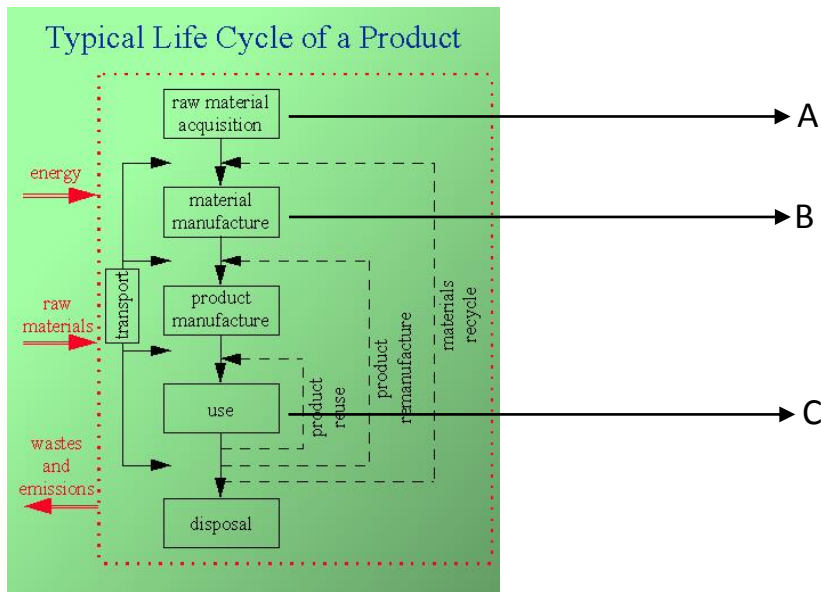 Typical Life Cycle of a Product
raw material
acquisition
A
energy
material
manufacture
B
transport
raw
materials
product
manufacture
materials
recycle
product
remanufacture
product
reuse
use
C
wastes
and
emissions
disposal